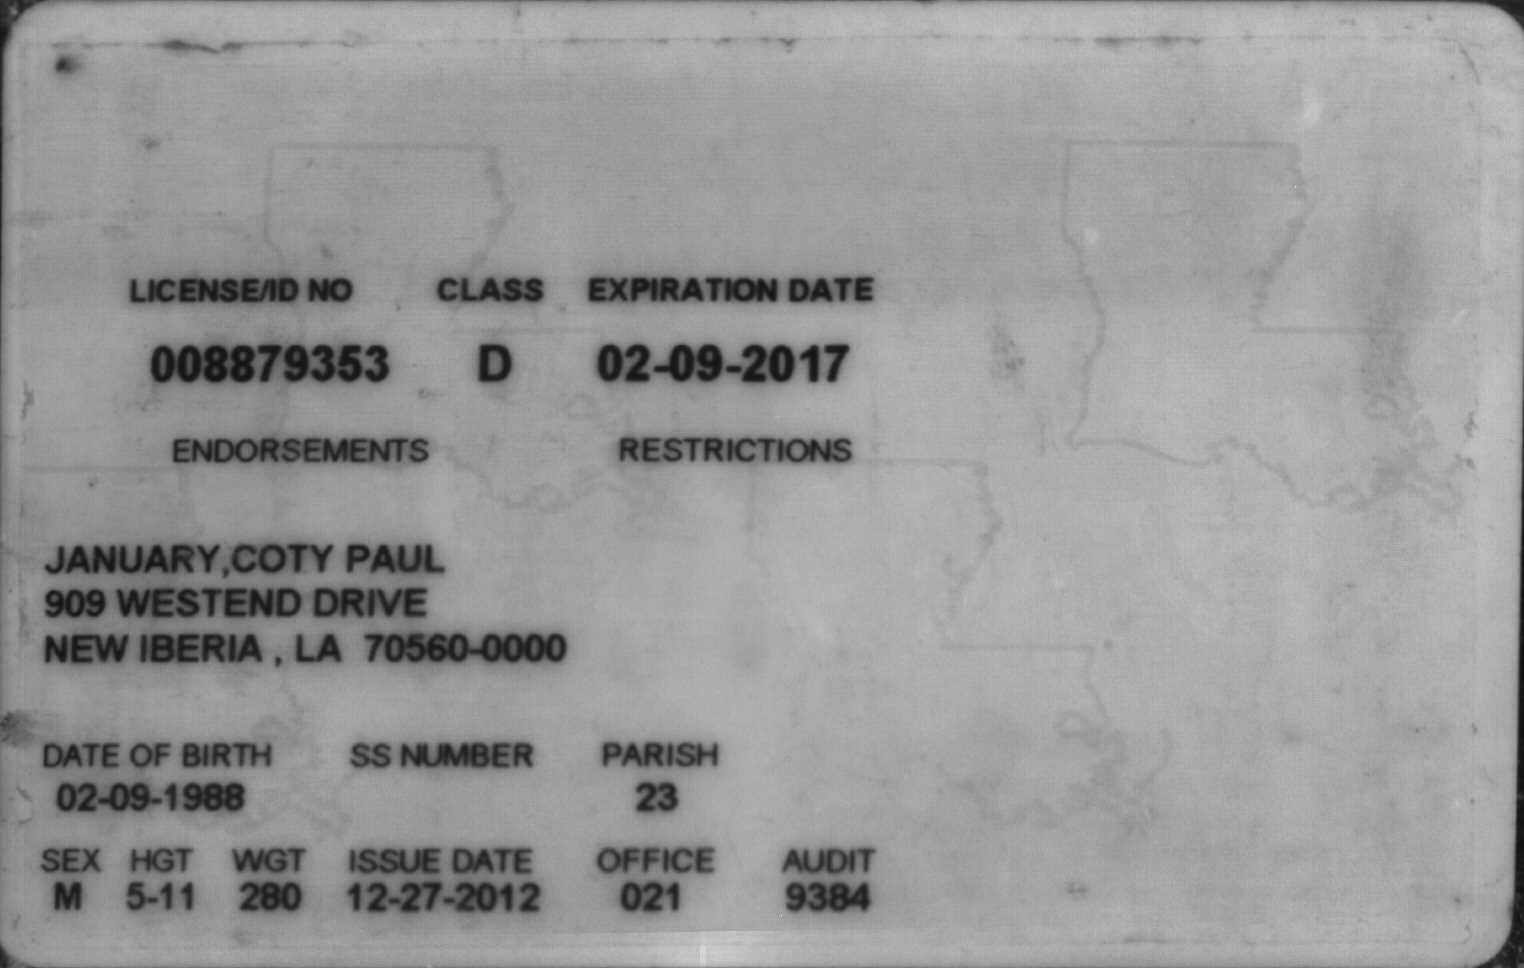 LICENSE/ID NO CLASS EXPIRATION DATE
008879353 D 02-09-2017
ENDORSEMENTS RESTRICTIONS
JANUARY,COTY PAUL
909 WESTEND DRIVE
NEW IBERIA , LA 70560-0000
DATE OF BIRTH SS NUMBER PARISH
02-09-1988 23
SEX HGT WGT ISSUE DATE OFFICE AUDIT
M 5-11 280 12-27-2012 021 9384